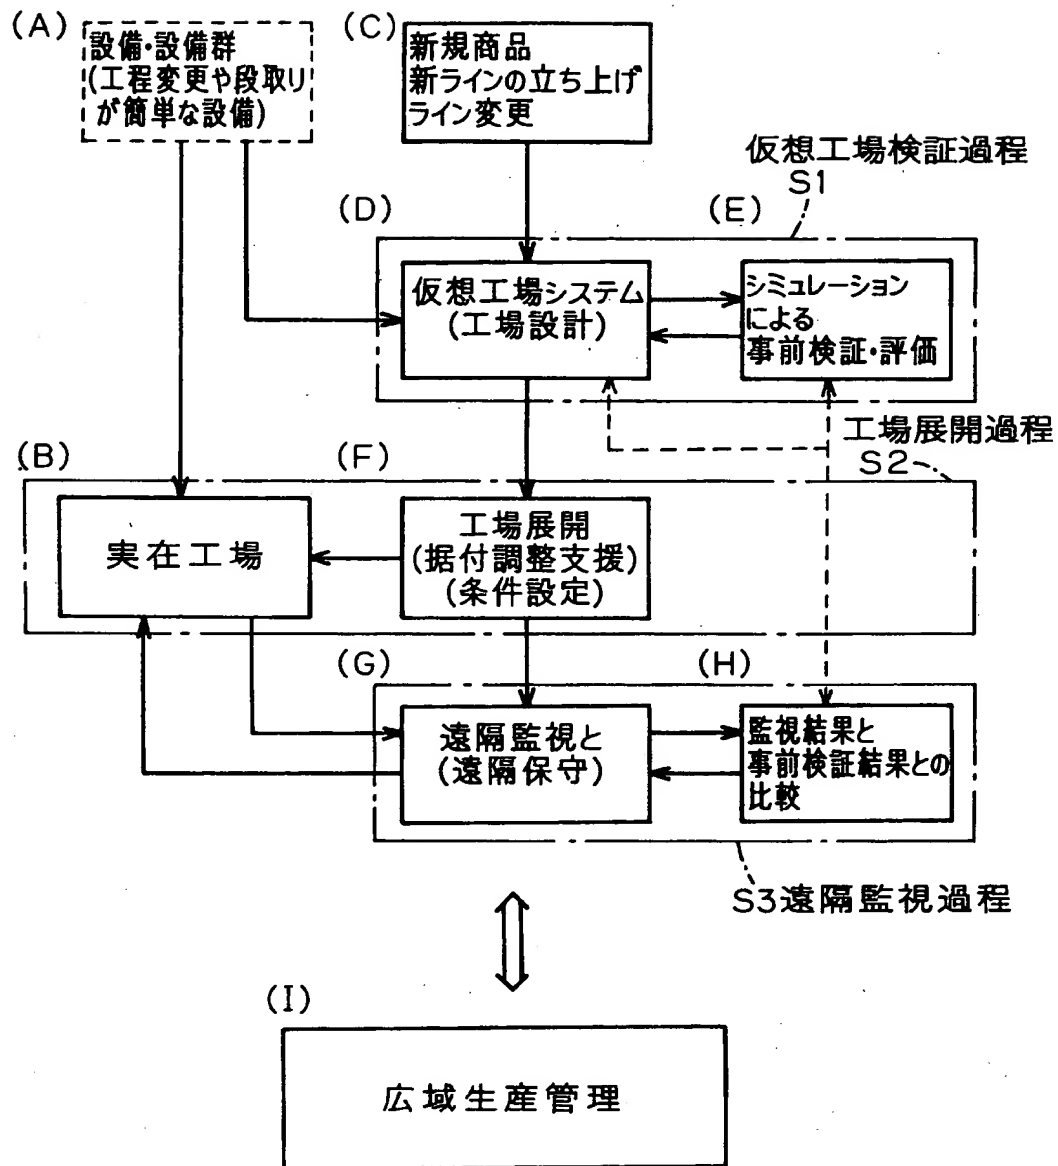 (A)
設備・設備群
(工程変更や段取り
が簡単な設備)
(C)
新規商品
新ラインの立ち上げ
ライン変更
仮想工場検証過程
S1
(D)
仮想工場システム
(工場設計)
(E)
シミュレーション
による
事前検証・評価
工場展開過程
S2
(B)
実在工場
(F)
工場展開
(据付調整支援)
(条件設定)
(G)
遠隔監視と
(遠隔保守)
(H)
監視結果と
事前検証結果との
比較
S3遠隔監視過程
(I)
広域生産管理